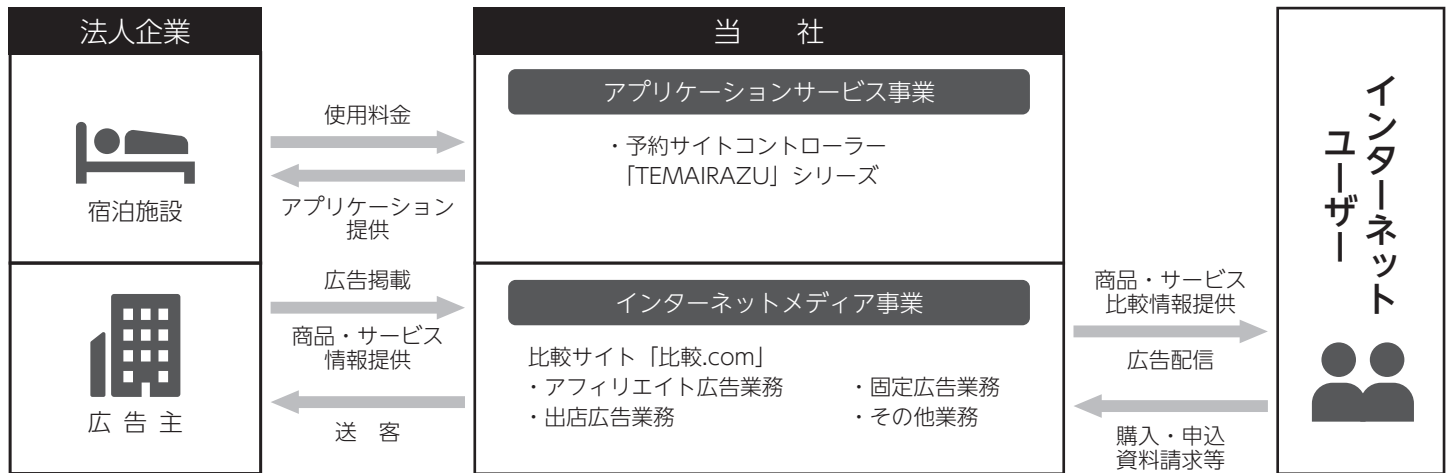 法人企業
宿泊施設
広 告 主
使用料金
アプリケーション
提供
広告掲載
商品・サービス
情報提供
送　客
当　　社
アプリケーションサービス事業
・予約サイトコントローラー
「TEMAIRAZU」シリーズ
インターネットメディア事業
比較サイト「比較.com」
・アフィリエイト広告業務
・固定広告業務
・出店広告業務
・その他業務
商品・サービス
比較情報提供
広告配信
購入・申込
資料請求等
インターネット
ユーザー